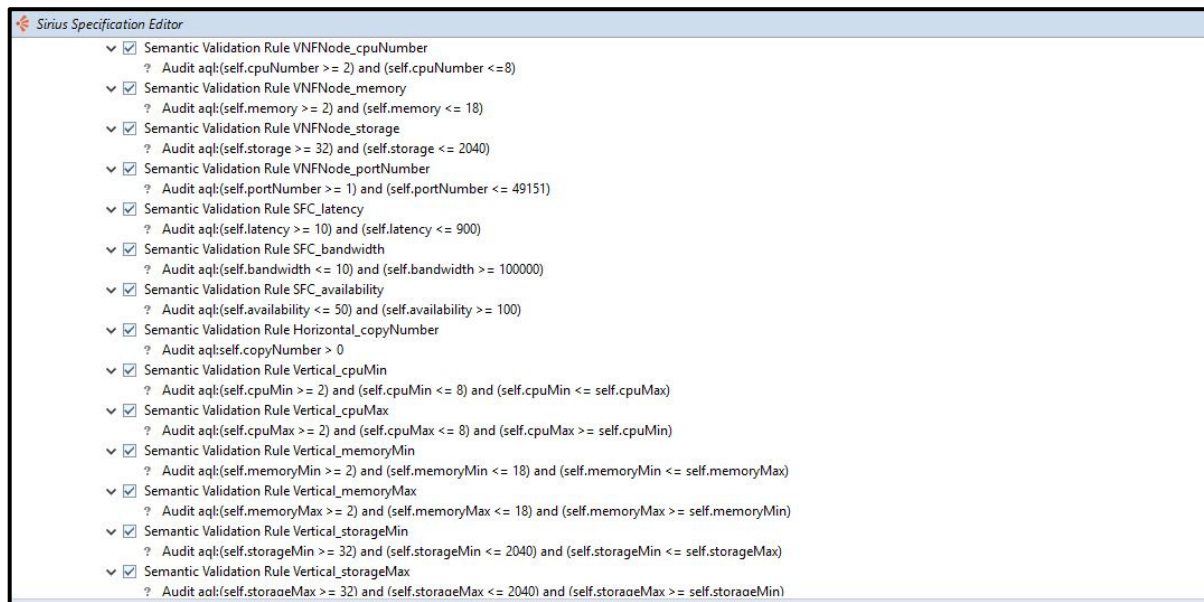 Sirius Specification Editor
Semantic Validation Rule VNFNode_cpuNumber
? Audit aql:(self.cpuNumber >= 2) and (self.cpuNumber <=8)
Semantic Validation Rule VNFNode_memory
? Audit aql:(self.memory >= 2) and (self.memory <= 18)
Semantic Validation Rule VNFNode_storage
? Audit aql:(self.storage >= 32) and (self.storage <= 2040)
Semantic Validation Rule VNFNode_portNumber
? Audit aql:(self.portNumber >= 1) and (self.portNumber <= 49151)
Semantic Validation Rule SFC_latency
? Audit aql:(self.latency >= 10) and (self.latency <= 900)
Semantic Validation Rule SFC_bandwidth
? Audit aql:(self.bandwidth <= 10) and (self.bandwidth >= 100000)
Semantic Validation Rule SFC_availability
? Audit aql:(self.availability <= 50) and (self.availability >= 100)
Semantic Validation Rule Horizontal_copyNumber
? Audit aql:self.copyNumber > 0
Semantic Validation Rule Vertical_cpuMin
? Audit aql:(self.cpuMin >= 2) and (self.cpuMin <= 8) and (self.cpuMin <= self.cpuMax)
Semantic Validation Rule Vertical_cpuMax
? Audit aql:(self.cpuMax >= 2) and (self.cpuMax <= 8) and (self.cpuMax >= self.cpuMin)
Semantic Validation Rule Vertical_memoryMin
? Audit aql:(self.memoryMin >= 2) and (self.memoryMin <= 18) and (self.memoryMin <= self.memoryMax)
Semantic Validation Rule Vertical_memoryMax
? Audit aql:(self.memoryMax >= 2) and (self.memoryMax <= 18) and (self.memoryMax >= self.memoryMin)
Semantic Validation Rule Vertical_storageMin
? Audit aql:(self.storageMin >= 32) and (self.storageMin <= 2040) and (self.storageMin <= self.storageMax)
Semantic Validation Rule Vertical_storageMax
? Audit aql:(self.storageMax >= 32) and (self.storageMax <= 2040) and (self.storageMax >= self.storageMin)